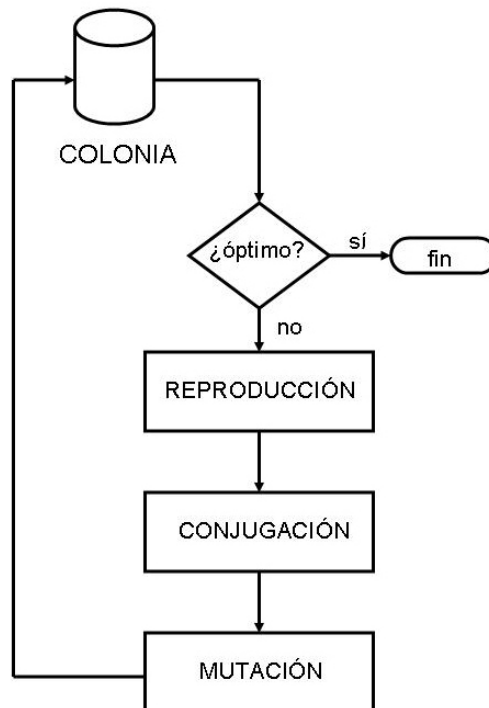 COLONIA
¿óptimo?
sí
fin
no
REPRODUCCIÓN
CONJUGACIÓN
MUTACIÓN